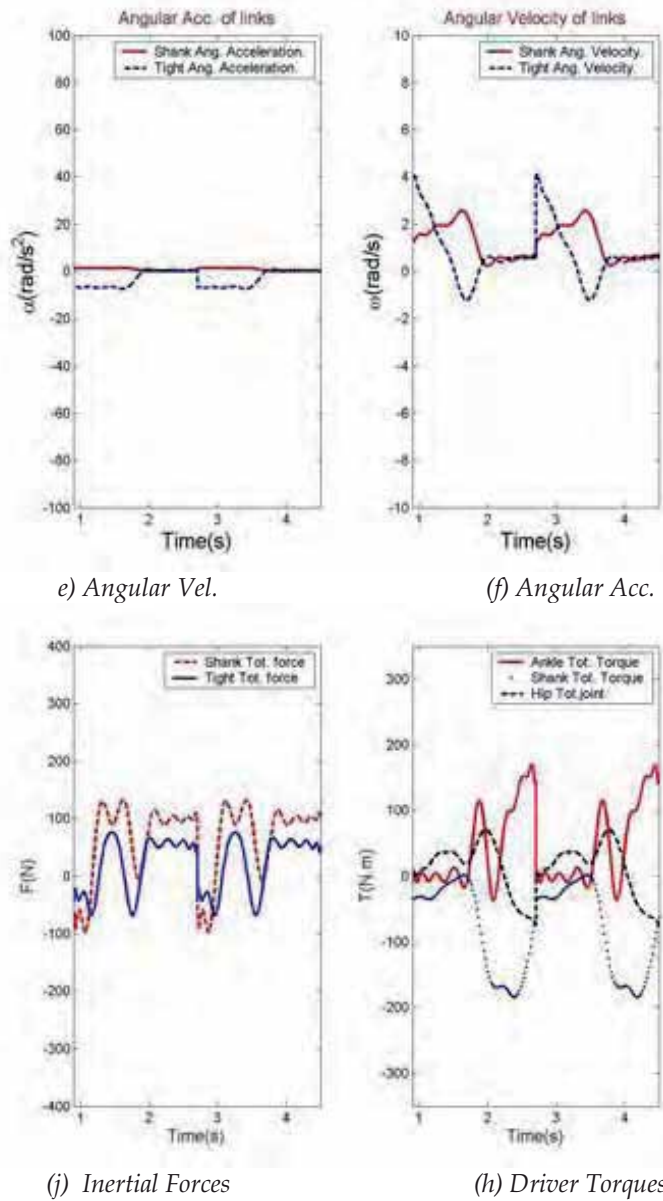 Angular Acc. of links
Shank Ang. Acceleration.
Tight Ang. Acceleration.
100
80
60
40
20
0
-20
-40
-60
-80
-100
α(rad/s²)
1
2
3
4
Time(s)
e) Angular Vel.
Angular Velocity of links
Shank Ang. Velocity.
Tight Ang. Velocity.
10
8
6
4
2
0
-2
-4
-6
-8
-10
ω(rad/s)
1
2
3
4
Time(s)
(f) Angular Acc.
Shank Tot. force
Tight Tot. force
400
300
200
100
0
-100
-200
-300
-400
F(N)
1
2
3
4
Time(s)
(j) Inertial Forces
Ankle Tot. Torque
Shank Tot. Torque
Hip Tot.joint
300
200
100
0
-100
-200
-300
T(N.m)
1
2
3
4
Time(s)
(h) Driver Torques